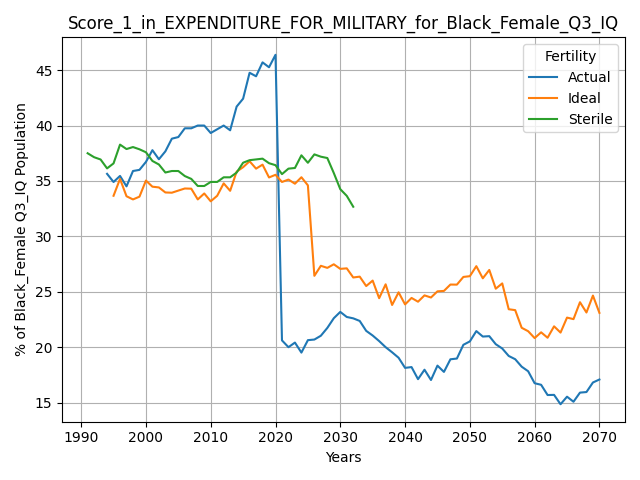 Score_1_in_EXPENDITURE_FOR_MILITARY_for_Black_Female_Q3_IQ
Fertility
Actual
Ideal
Sterile
% of Black_Female Q3_IQ Population
45
40
35
30
25
20
15
1990 2000 2010 2020 2030 2040 2050 2060 2070
Years